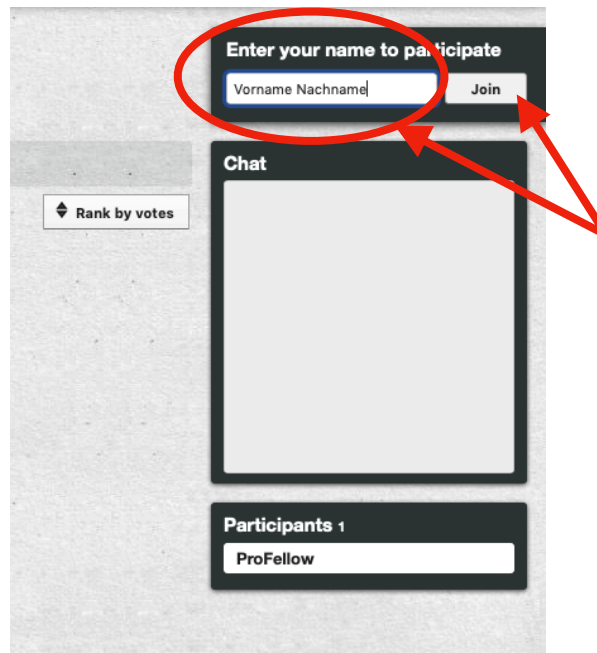 Enter your name to participate
Vorname Nachname
Join
Chat
Rank by votes
Participants 1
ProFellow